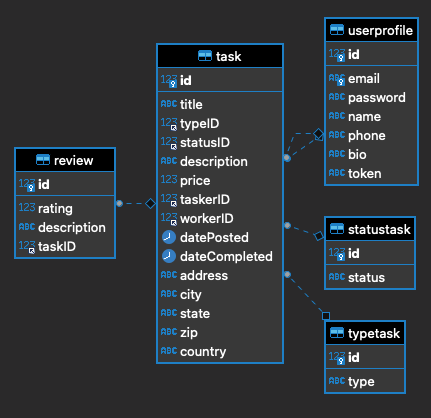 review
123 id
123 rating
ABC description
123 taskID
task
123 id
ABC title
123 typeID
123 statusID
ABC description
123 price
123 taskerID
123 workerID
datePosted
dateCompleted
ABC address
ABC city
ABC state
ABC zip
ABC country
userprofile
123 id
ABC email
ABC password
ABC name
ABC phone
ABC bio
ABC token
statustask
123 id
ABC status
typetask
123 id
ABC type